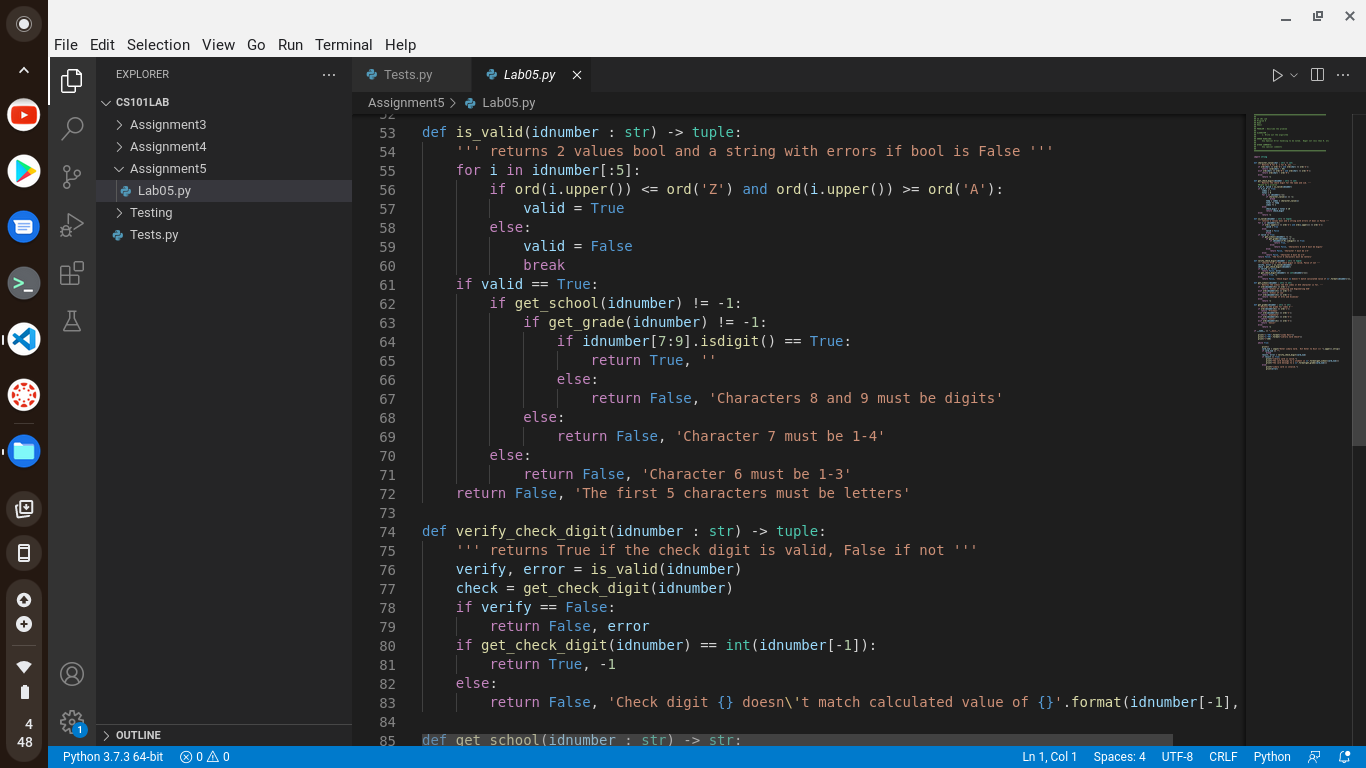 File Edit Selection View Go Run Terminal Help
EXPLORER
Tests.py
Lab05.py
CS101LAB
Assignment3
Assignment4
Assignment5
Lab05.py
Testing
Tests.py
OUTLINE
Assignment5 > Lab05.py
52
53 def is_valid(idnumber : str) -> tuple:
54 ''' returns 2 values bool and a string with errors if bool is False '''
55 for i in idnumber[:5]:
56 if ord(i.upper()) <= ord('Z') and ord(i.upper()) >= ord('A'):
57 valid = True
58 else:
59 valid = False
60 break
61 if valid == True:
62 if get_school(idnumber) != -1:
63 if get_grade(idnumber) != -1:
64 if idnumber[7:9].isdigit() == True:
65 return True, ''
66 else:
67 return False, 'Characters 8 and 9 must be digits'
68 else:
69 return False, 'Character 7 must be 1-4'
70 else:
71 return False, 'Character 6 must be 1-3'
72 return False, 'The first 5 characters must be letters'
73
74 def verify_check_digit(idnumber : str) -> tuple:
75 ''' returns True if the check digit is valid, False if not '''
76 verify, error = is_valid(idnumber)
77 check = get_check_digit(idnumber)
78 if verify == False:
79 return False, error
80 if get_check_digit(idnumber) == int(idnumber[-1]):
81 return True, -1
82 else:
83 return False, 'Check digit {} doesn\'t match calculated value of {}'.format(idnumber[-1],
84
85 def get_school(idnumber : str) -> str:
4
48
1
Python 3.7.3 64-bit
0 0
Ln 1, Col 1
Spaces: 4
UTF-8
CRLF
Python